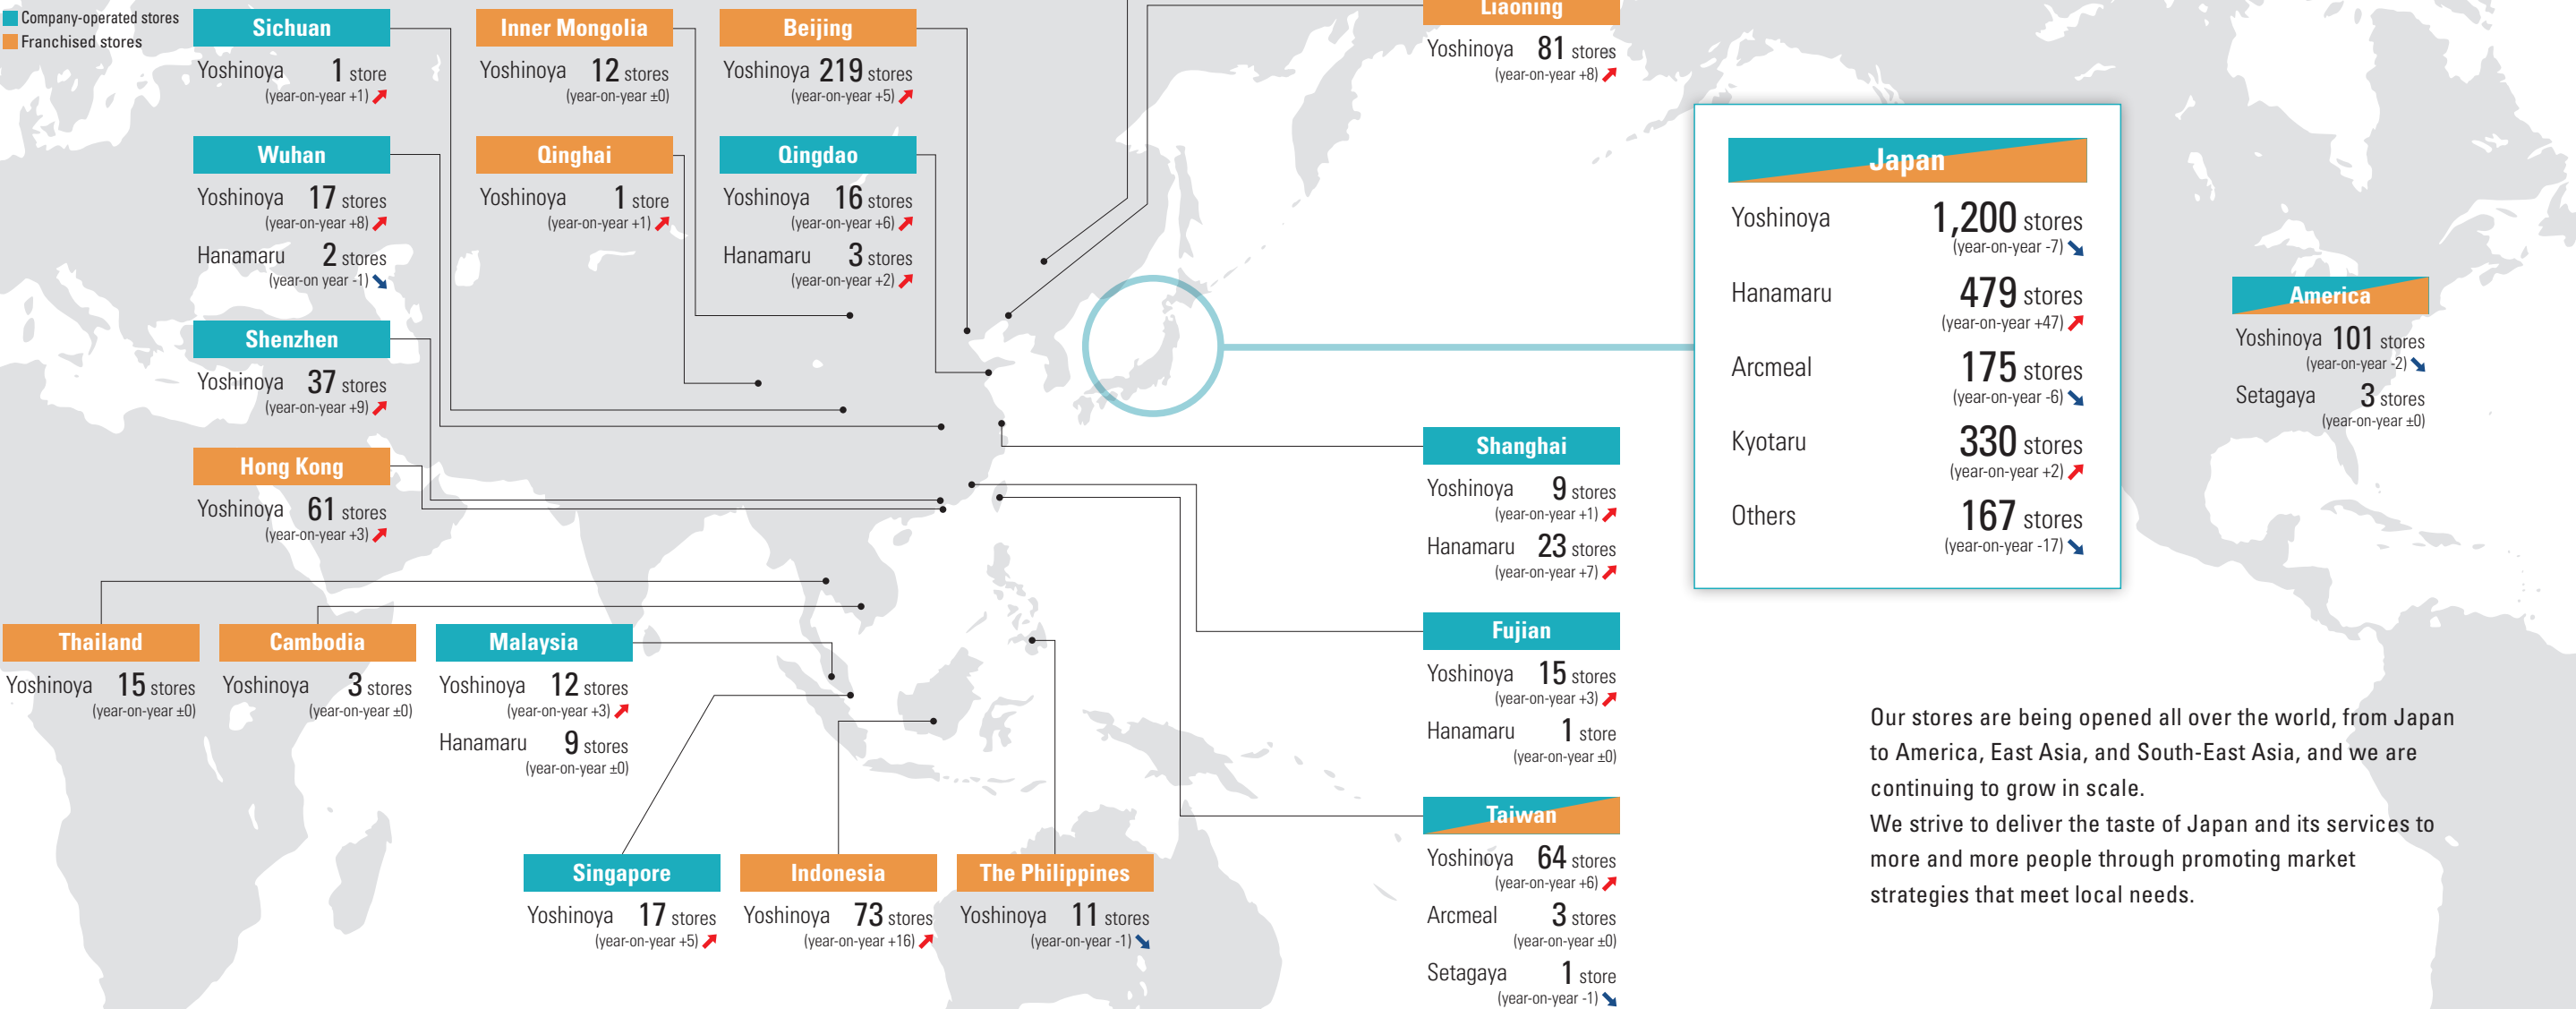 Company-operated stores
Franchised stores
Sichuan
Yoshinoya 1 store
(year-on-year +1)
Wuhan
Yoshinoya 17 stores
(year-on-year +8)
Hanamaru 2 stores
(year-on year -1)
Shenzhen
Yoshinoya 37 stores
(year-on-year +9)
Hong Kong
Yoshinoya 61 stores
(year-on-year +3)
Inner Mongolia
Yoshinoya 12 stores
(year-on-year ±0)
Qinghai
Yoshinoya 1 store
(year-on-year +1)
Beijing
Yoshinoya 219 stores
(year-on-year +5)
Qingdao
Yoshinoya 16 stores
(year-on-year +6)
Hanamaru 3 stores
(year-on-year +2)
Liaoning
Yoshinoya 81 stores
(year-on-year +8)
Japan
Yoshinoya 1,200 stores
(year-on-year -7)
Hanamaru 479 stores
(year-on-year +47)
Arcmeal 175 stores
(year-on-year -6)
Kyotaru 330 stores
(year-on-year +2)
Others 167 stores
(year-on-year -17)
America
Yoshinoya 101 stores
(year-on-year -2)
Setagaya 3 stores
(year-on-year ±0)
Shanghai
Yoshinoya 9 stores
(year-on-year +1)
Hanamaru 23 stores
(year-on-year +7)
Fujian
Yoshinoya 15 stores
(year-on-year +3)
Hanamaru 1 store
(year-on-year ±0)
Taiwan
Yoshinoya 64 stores
(year-on-year +6)
Arcmeal 3 stores
(year-on-year ±0)
Setagaya 1 store
(year-on-year -1)
Thailand
Yoshinoya 15 stores
(year-on-year ±0)
Cambodia
Yoshinoya 3 stores
(year-on-year ±0)
Malaysia
Yoshinoya 12 stores
(year-on-year +3)
Hanamaru 9 stores
(year-on-year ±0)
Singapore
Yoshinoya 17 stores
(year-on-year +5)
Indonesia
Yoshinoya 73 stores
(year-on-year +16)
The Philippines
Yoshinoya 11 stores
(year-on-year -1)
Our stores are being opened all over the world, from Japan
to America, East Asia, and South-East Asia, and we are
continuing to grow in scale.
We strive to deliver the taste of Japan and its services to
more and more people through promoting market
strategies that meet local needs.